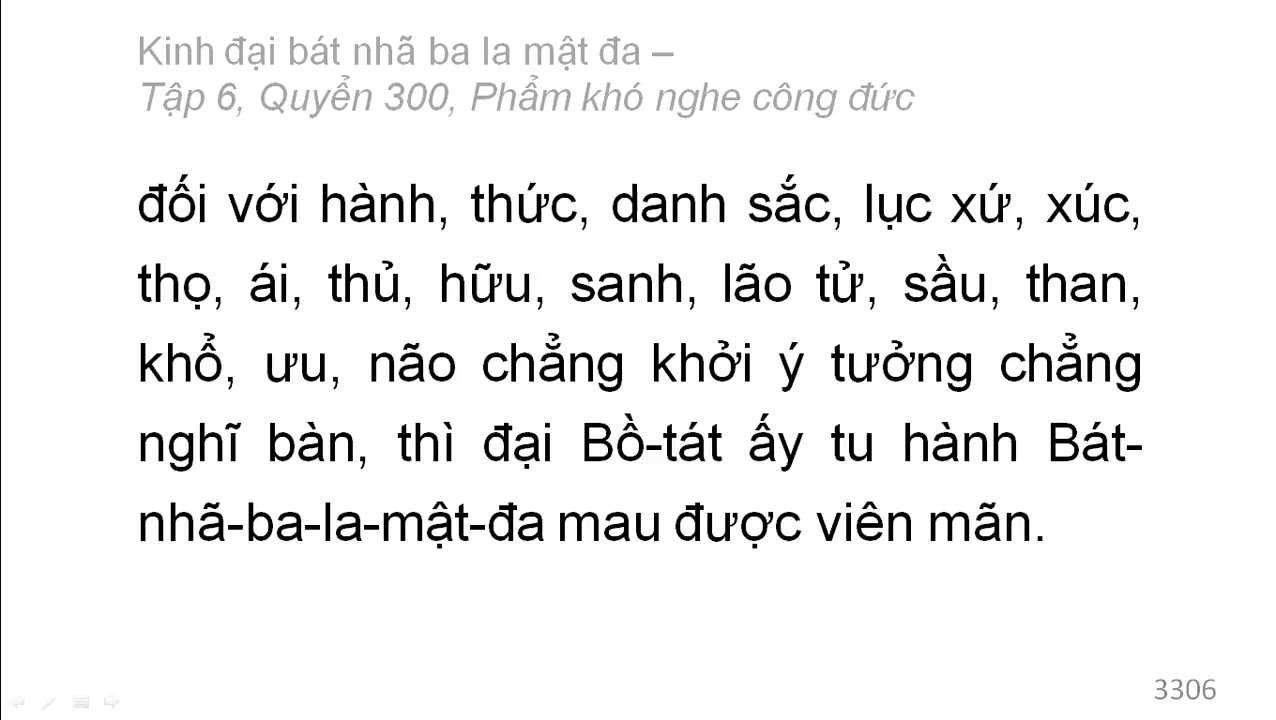 Kinh đại bát nhã ba la mật đa –
Tập 6, Quyển 300, Phẩm khó nghe công đức
đối với hành, thức, danh sắc, lục xứ, xúc,
thọ, ái, thủ, hữu, sanh, lão tử, sầu, than,
khổ, ưu, não chẳng khởi ý tưởng chẳng
nghĩ bàn, thì đại Bồ-tát ấy tu hành Bát-
nhã-ba-la-mật-đa mau được viên mãn.
3306